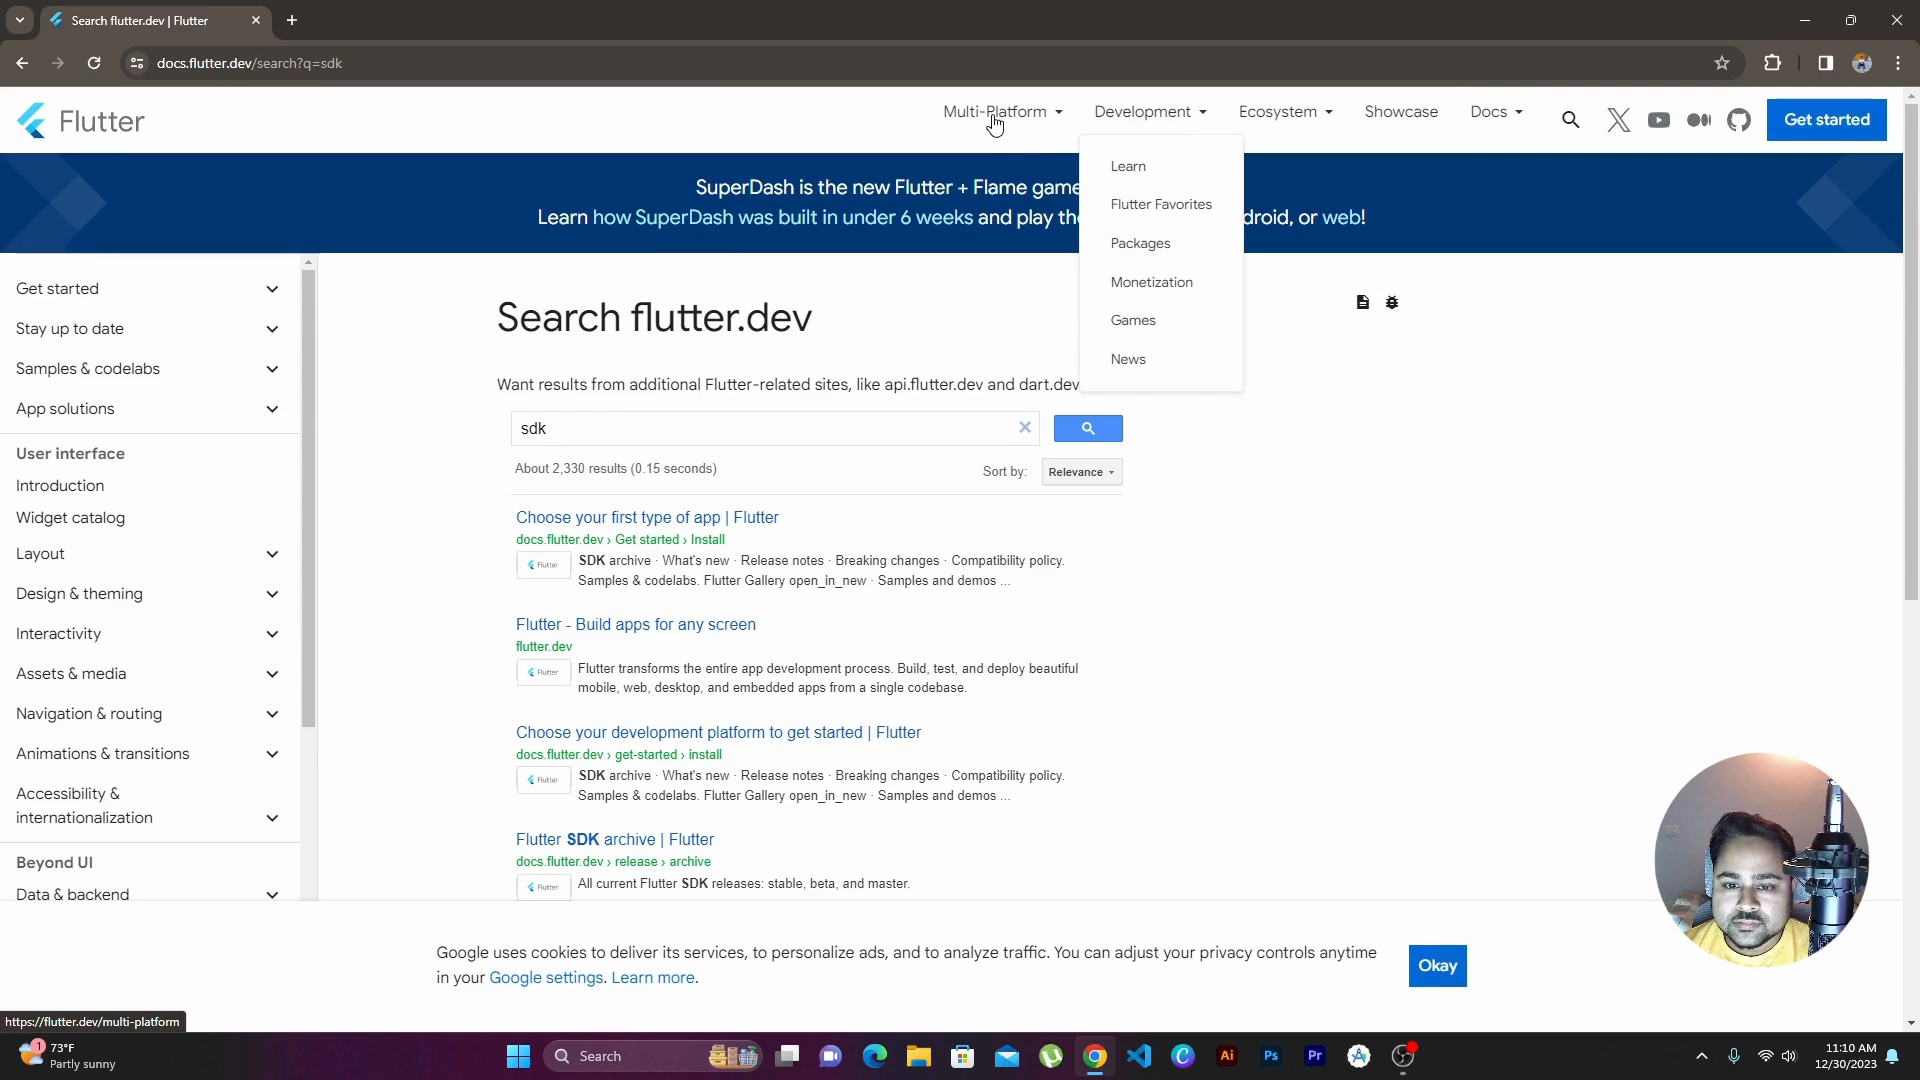 Search flutter.dev | Flutter
docs.flutter.dev/search?q=sdk
Flutter
Multi-Platform
Development
Ecosystem
Showcase
Docs
Get started
SuperDash is the new Flutter + Flame game
Learn how SuperDash was built in under 6 weeks and play th droid, or web!
Learn
Flutter Favorites
Packages
Monetization
Games
News
Get started
Stay up to date
Samples & codelabs
App solutions
User interface
Introduction
Widget catalog
Layout
Design & theming
Interactivity
Assets & media
Navigation & routing
Animations & transitions
Accessibility &
internationalization
Beyond UI
Data & backend
Search flutter.dev
Want results from additional Flutter-related sites, like api.flutter.dev and dart.dev
sdk
About 2,330 results (0.15 seconds)
Sort by:
Relevance
Choose your first type of app | Flutter
docs.flutter.dev › Get started › Install
Flutter
SDK archive · What's new · Release notes · Breaking changes · Compatibility policy.
Samples & codelabs. Flutter Gallery open_in_new · Samples and demos ...
Flutter - Build apps for any screen
flutter.dev
Flutter
Flutter transforms the entire app development process. Build, test, and deploy beautiful
mobile, web, desktop, and embedded apps from a single codebase.
Choose your development platform to get started | Flutter
docs.flutter.dev › get-started › install
Flutter
SDK archive · What's new · Release notes · Breaking changes · Compatibility policy.
Samples & codelabs. Flutter Gallery open_in_new · Samples and demos ...
Flutter SDK archive | Flutter
docs.flutter.dev › release › archive
Flutter
All current Flutter SDK releases: stable, beta, and master.
Google uses cookies to deliver its services, to personalize ads, and to analyze traffic. You can adjust your privacy controls anytime
in your Google settings. Learn more.
Okay
https://flutter.dev/multi-platform
1
73°F
Partly sunny
Search
Ai
Ps
Pr
11:10 AM
12/30/2023